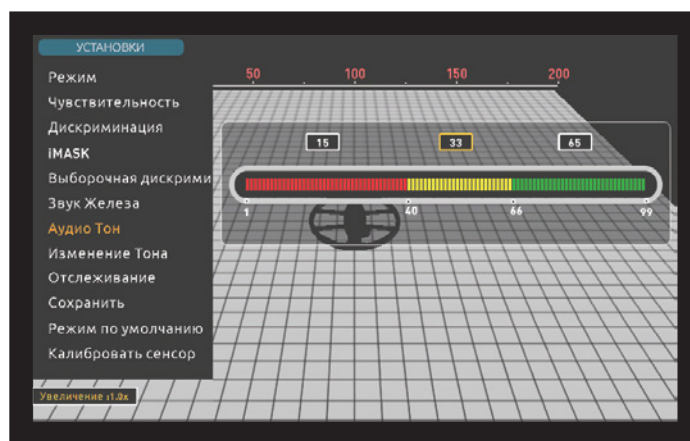 УСТАНОВКИ
Режим
Чувствительность
Дискриминация
iMASK
Выборочная дискрими
Звук Железа
Аудио Тон
Изменение Тона
Отслеживание
Сохранить
Режим по умолчанию
Калибровать сенсор
Увеличение :1.0x
50 100 150 200
15 33 65
1 40 66 99